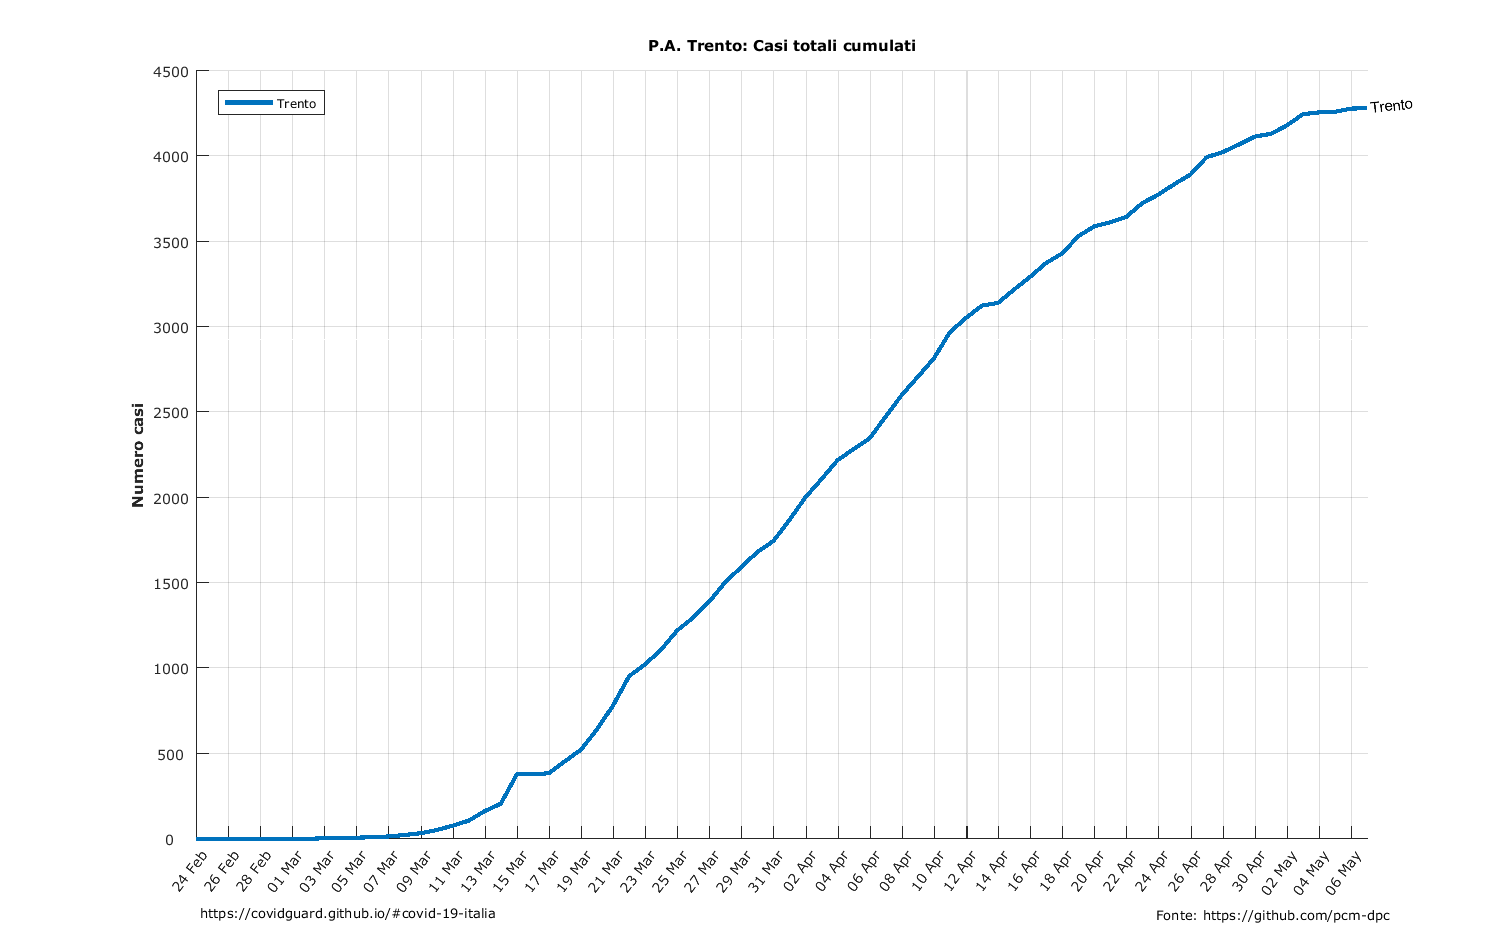 P.A. Trento: Casi totali cumulati
4500
4000
3500
3000
2500
2000
1500
1000
500
0
Numero casi
Trento
Trento
24 Feb
26 Feb
28 Feb
01 Mar
03 Mar
05 Mar
07 Mar
09 Mar
11 Mar
13 Mar
15 Mar
17 Mar
19 Mar
21 Mar
23 Mar
25 Mar
27 Mar
29 Mar
31 Mar
02 Apr
04 Apr
06 Apr
08 Apr
10 Apr
12 Apr
14 Apr
16 Apr
18 Apr
20 Apr
22 Apr
24 Apr
26 Apr
28 Apr
30 Apr
02 May
04 May
06 May
https://covidguard.github.io/#covid-19-italia
Fonte: https://github.com/pcm-dpc